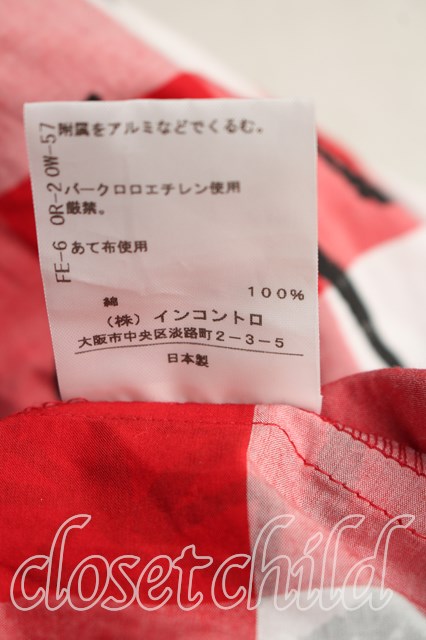 附属をアルミなどでくるむ。
パークロロエチレン使用
厳禁。
あて布使用
綿 100%
(株) インコントロ
大阪市中央区淡路町2-3-5
日本製
FE-6 OR-20W-57
closetchild